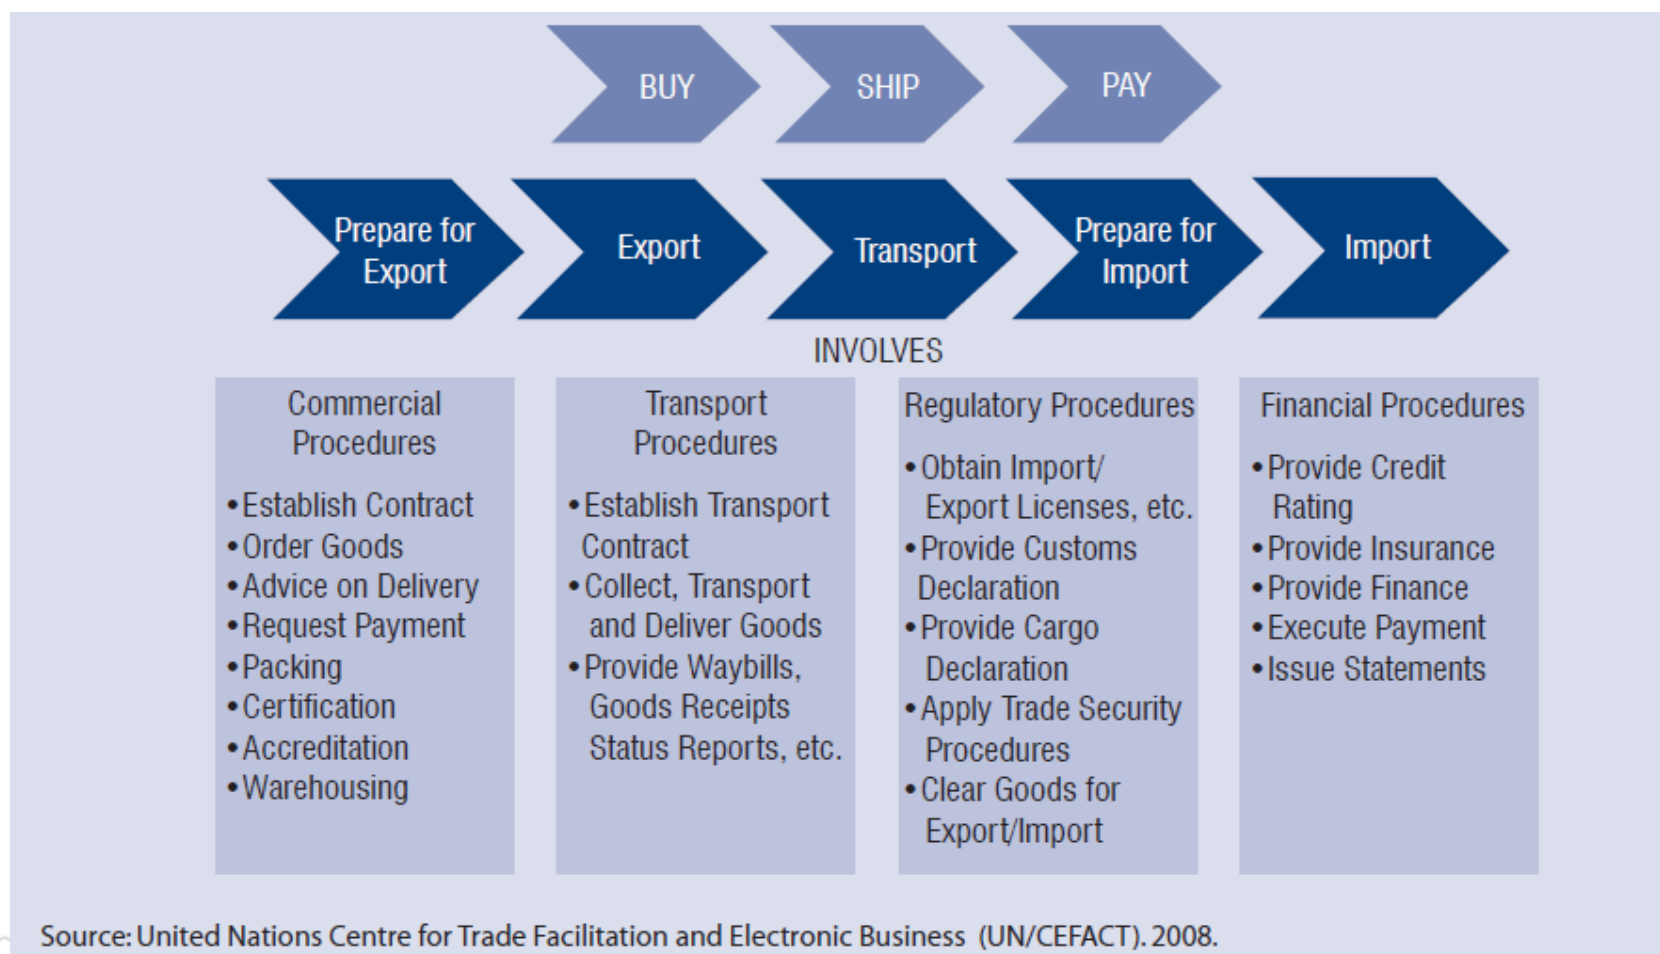 BUY
SHIP
PAY
Prepare for
Export
Export
Transport
Prepare for
Import
Import
INVOLVES
Commercial
Procedures
•Establish Contract
•Order Goods
•Advice on Delivery
•Request Payment
•Packing
•Certification
•Accreditation
•Warehousing
Transport
Procedures
•Establish Transport
Contract
•Collect, Transport
and Deliver Goods
•Provide Waybills,
Goods Receipts
Status Reports, etc.
Regulatory Procedures
•Obtain Import/
Export Licenses, etc.
•Provide Customs
Declaration
•Provide Cargo
Declaration
•Apply Trade Security
Procedures
•Clear Goods for
Export/Import
Financial Procedures
•Provide Credit
Rating
•Provide Insurance
•Provide Finance
•Execute Payment
•Issue Statements
Source: United Nations Centre for Trade Facilitation and Electronic Business (UN/CEFACT). 2008.